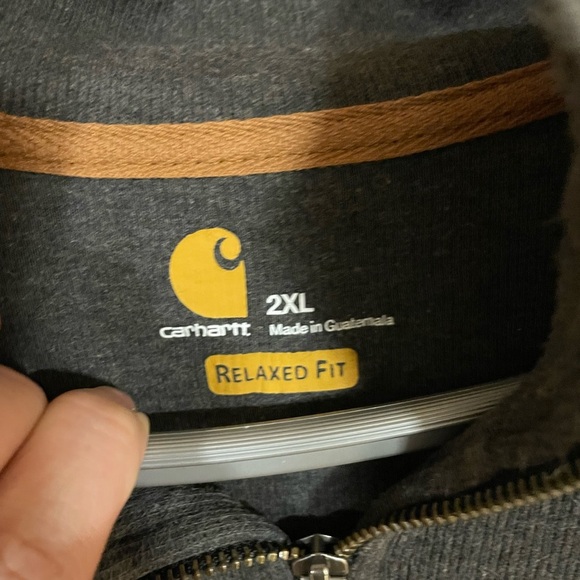 2XL
carhartt Made in Guatemala
RELAXED FIT